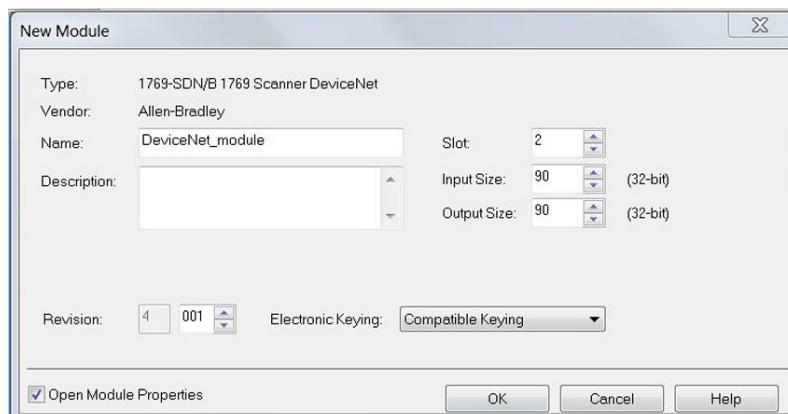 New Module
Type: 1769-SDN/B 1769 Scanner DeviceNet
Vendor: Allen-Bradley
Name: DeviceNet_module Slot: 2
Description: Input Size: 90 (32-bit)
Output Size: 90 (32-bit)
Revision: 4 001 Electronic Keying: Compatible Keying
Open Module Properties OK Cancel Help